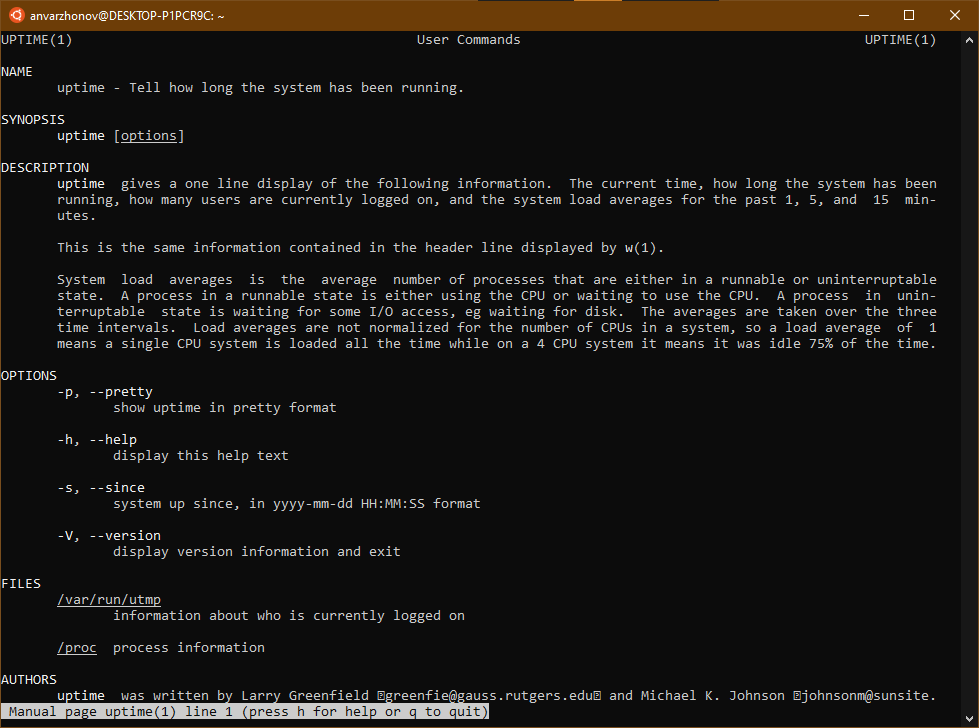 anvarzhonov@DESKTOP-P1PCR9C: ~
UPTIME(1) User Commands UPTIME(1)
NAME
uptime - Tell how long the system has been running.
SYNOPSIS
uptime [options]
DESCRIPTION
uptime  gives a one line display of the following information.  The current time, how long the system has been
running, how many users are currently logged on, and the system load averages for the past 1, 5, and  15  min-
utes.
This is the same information contained in the header line displayed by w(1).
System  load  averages  is  the  average  number of processes that are either in a runnable or uninterruptable
state.  A process in a runnable state is either using the CPU or waiting to use the CPU.  A process  in  unin-
terruptable  state is waiting for some I/O access, eg waiting for disk.  The averages are taken over the three
time intervals.  Load averages are not normalized for the number of CPUs in a system, so a load average  of  1
means a single CPU system is loaded all the time while on a 4 CPU system it means it was idle 75% of the time.
OPTIONS
-p, --pretty
show uptime in pretty format
-h, --help
display this help text
-s, --since
system up since, in yyyy-mm-dd HH:MM:SS format
-V, --version
display version information and exit
FILES
/var/run/utmp
information about who is currently logged on
/proc  process information
AUTHORS
uptime  was written by Larry Greenfield ⍰greenfie@gauss.rutgers.edu⍰ and Michael K. Johnson ⍰johnsonm@sunsite.
Manual page uptime(1) line 1 (press h for help or q to quit)